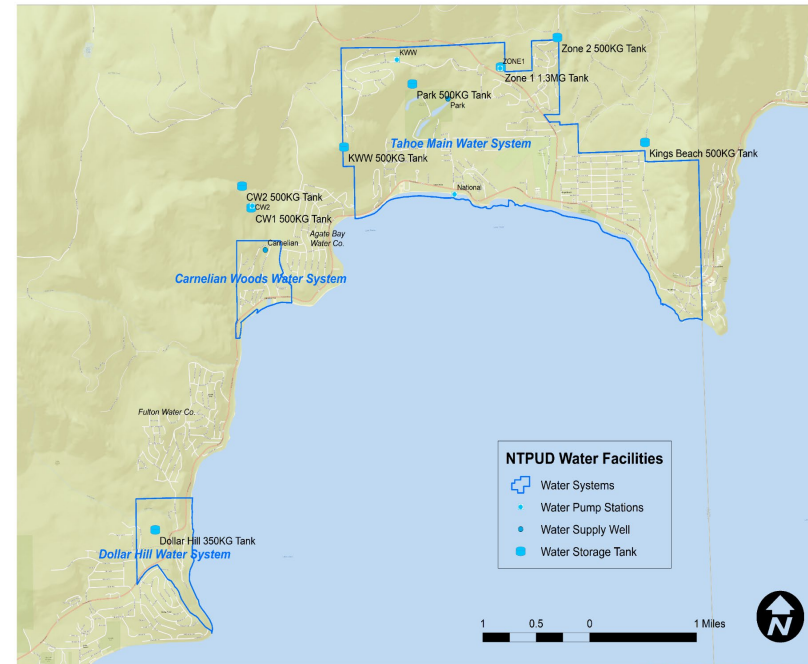 KWW
Zone 2 500KG Tank
ZONE1
Zone 1 1.3MG Tank
Park 500KG Tank
Park
Tahoe Main Water System
KWW 500KG Tank
Kings Beach 500KG Tank
National
CW2 500KG Tank
CW2
CW1 500KG Tank
Agate Bay
Water Co.
Carnelian
Carnelian Woods Water System
Fulton Water Co.
Dollar Hill 350KG Tank
Dollar Hill Water System
NTPUD Water Facilities
Water Systems
Water Pump Stations
Water Supply Well
Water Storage Tank
1 0.5 0 1 Miles
N